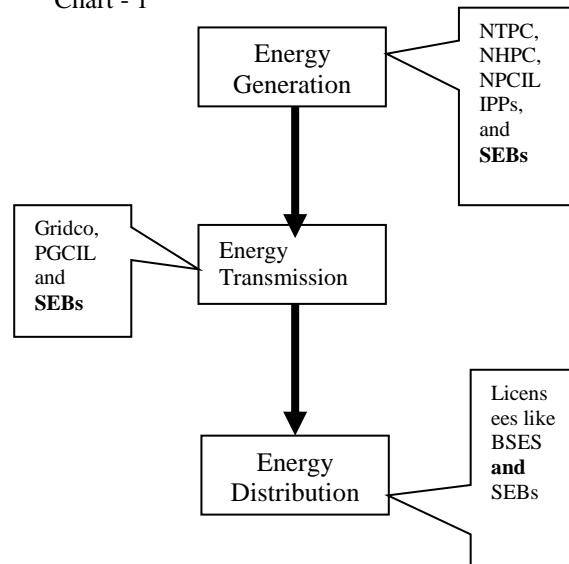 Chart - 1
Energy
Generation
NTPC,
NHPC,
NPCIL
IPPs,
and
SEBs
Gridco,
PGCIL
and
SEBs
Energy
Transmission
Licens
ees like
BSES
and
SEBs
Energy
Distribution